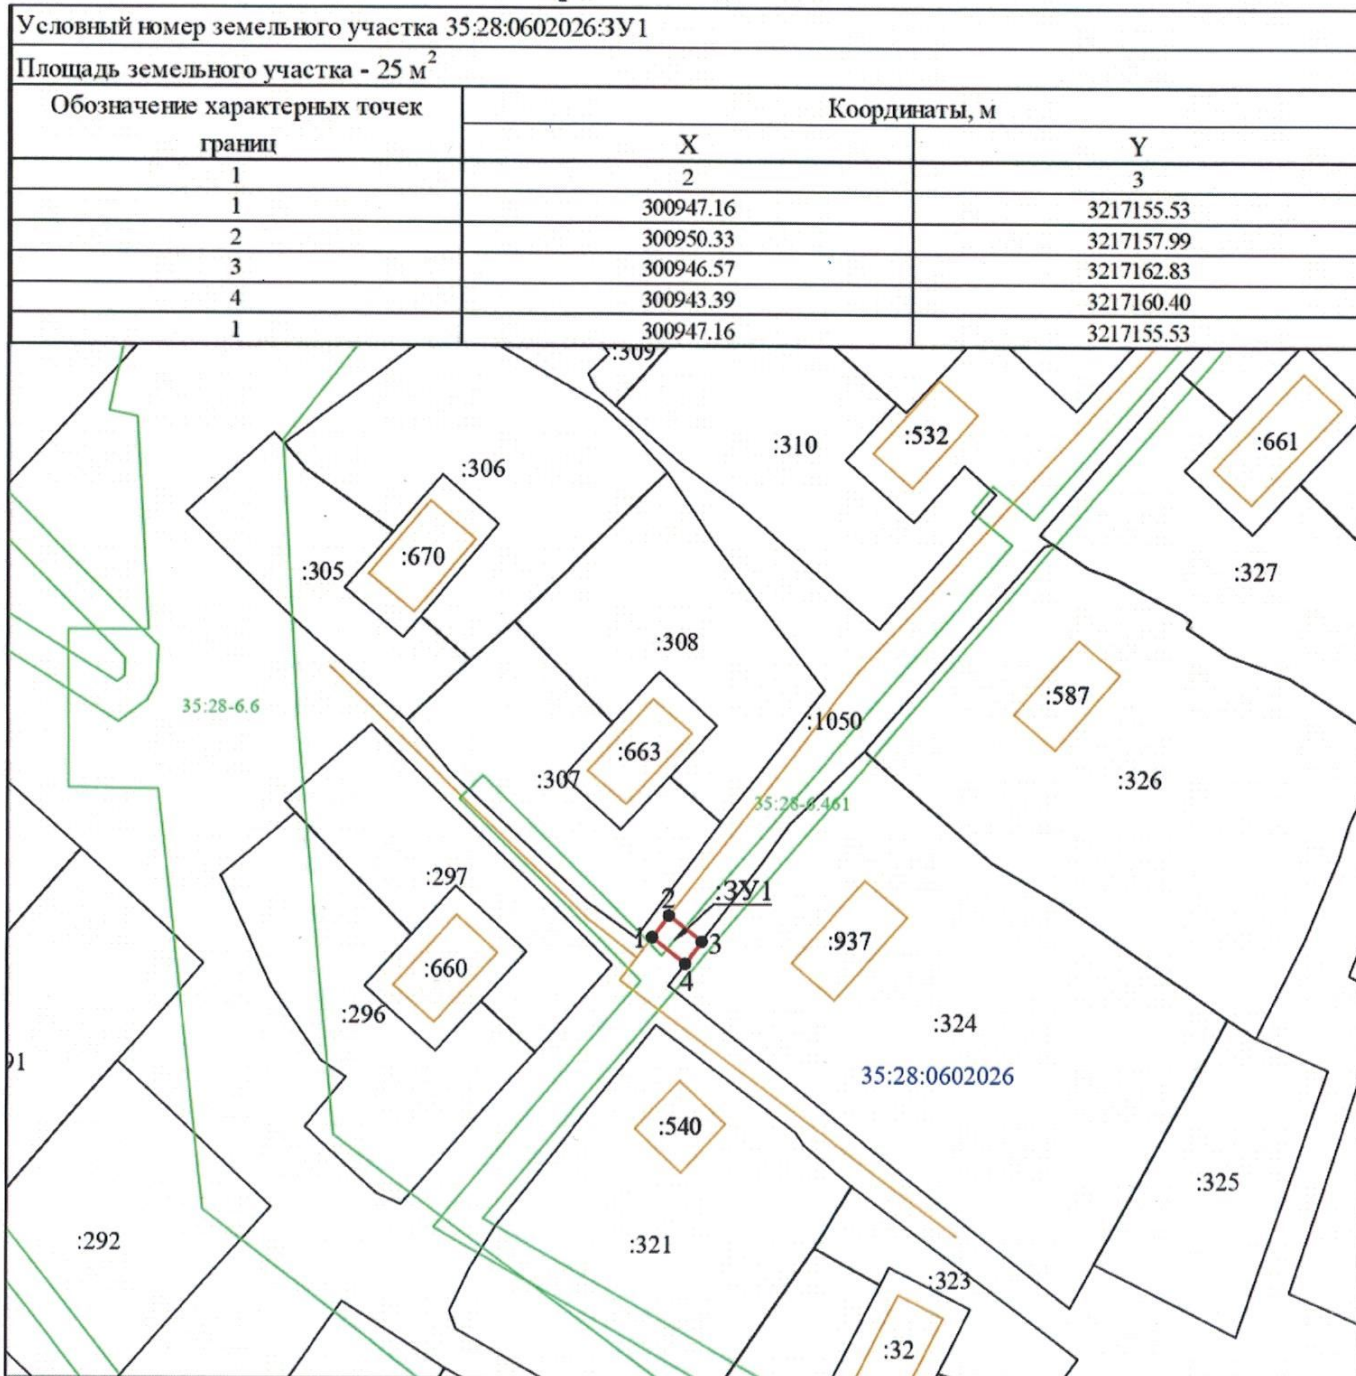 Условный номер земельного участка 35:28:0602026:ЗУ1
Площадь земельного участка - 25 м²
Обозначение характерных точек границ
Координаты, м
X Y
1 2 3
1 300947.16 3217155.53
2 300950.33 3217157.99
3 300946.57 3217162.83
4 300943.39 3217160.40
1 300947.16 3217155.53
:309
:310
:532
:661
:306
:670
:305
:327
:308
:587
35:28-6.6
:1050
:663
:307
:326
35:28-6.461
:297
:ЗУ1
2
1
3
4
:937
:660
:296
:324
91
35:28:0602026
:540
:325
:292
:321
:323
:32